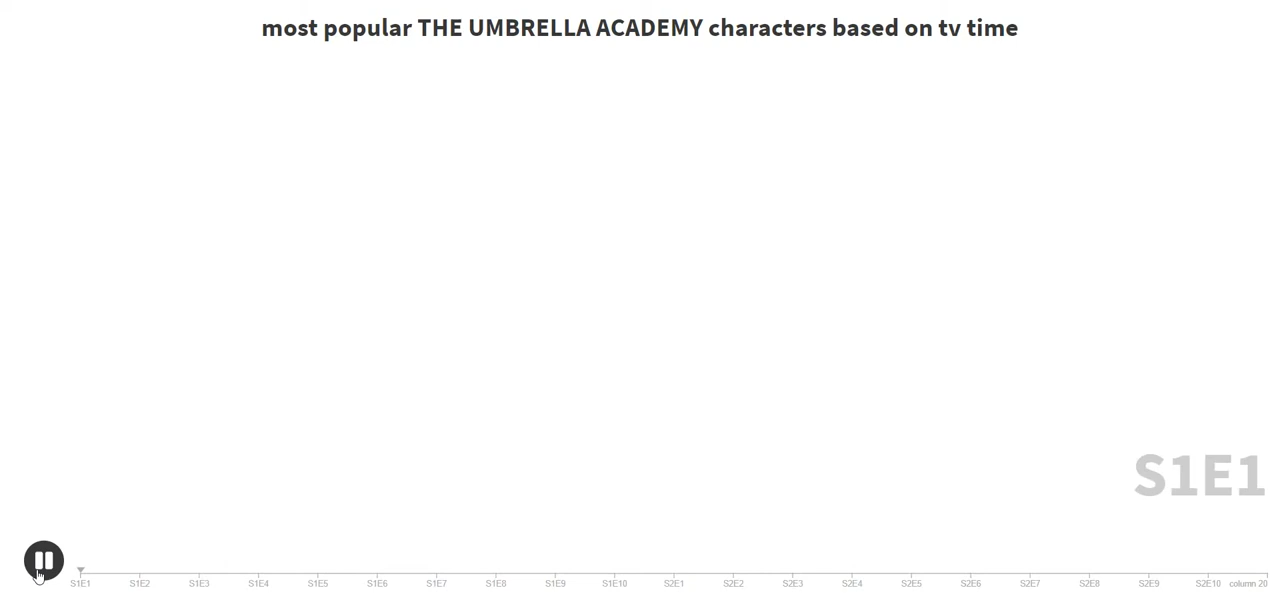 most popular THE UMBRELLA ACADEMY characters based on tv time
S1E1
S1E1 S1E2 S1E3 S1E4 S1E5 S1E6 S1E7 S1E8 S1E9 S1E10 S2E1 S2E2 S2E3 S2E4 S2E5 S2E6 S2E7 S2E8 S2E9 S2E10 column 20